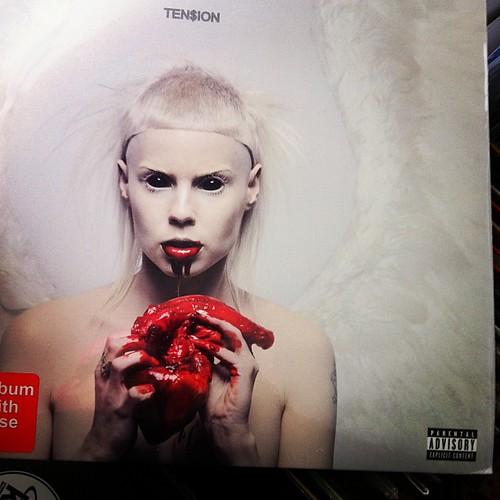 TEN$ION
bum
ith
se
PARENTAL
ADVISORY
EXPLICIT CONTENT